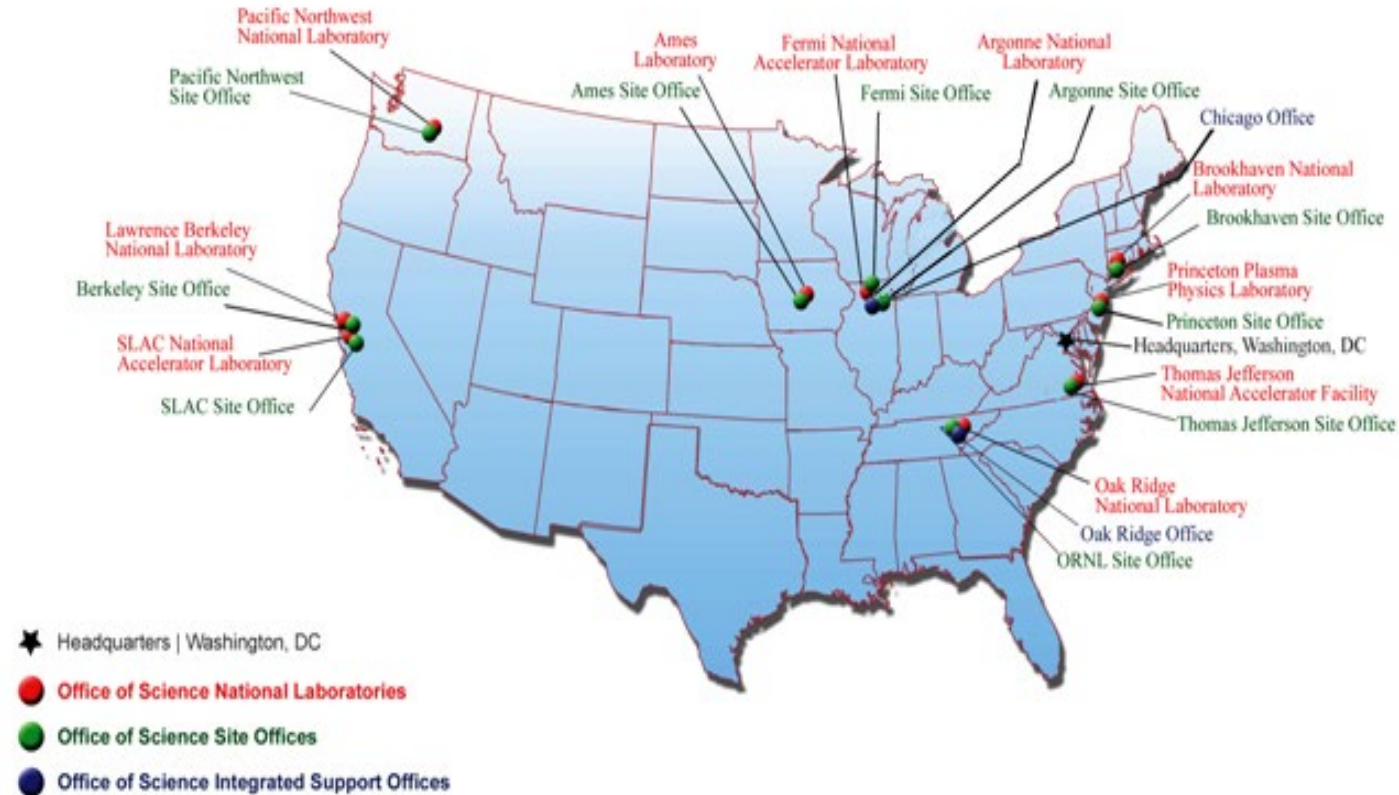 Pacific Northwest
National Laboratory
Pacific Northwest
Site Office
Ames
Laboratory
Ames Site Office
Fermi National
Accelerator Laboratory
Fermi Site Office
Argonne National
Laboratory
Argonne Site Office
Chicago Office
Brookhaven National
Laboratory
Brookhaven Site Office
Lawrence Berkeley
National Laboratory
Berkeley Site Office
SLAC National
Accelerator Laboratory
SLAC Site Office
Princeton Plasma
Physics Laboratory
Princeton Site Office
Headquarters, Washington, DC
Thomas Jefferson
National Accelerator Facility
Thomas Jefferson Site Office
Oak Ridge
National Laboratory
Oak Ridge Office
ORNL Site Office
Headquarters | Washington, DC
Office of Science National Laboratories
Office of Science Site Offices
Office of Science Integrated Support Offices